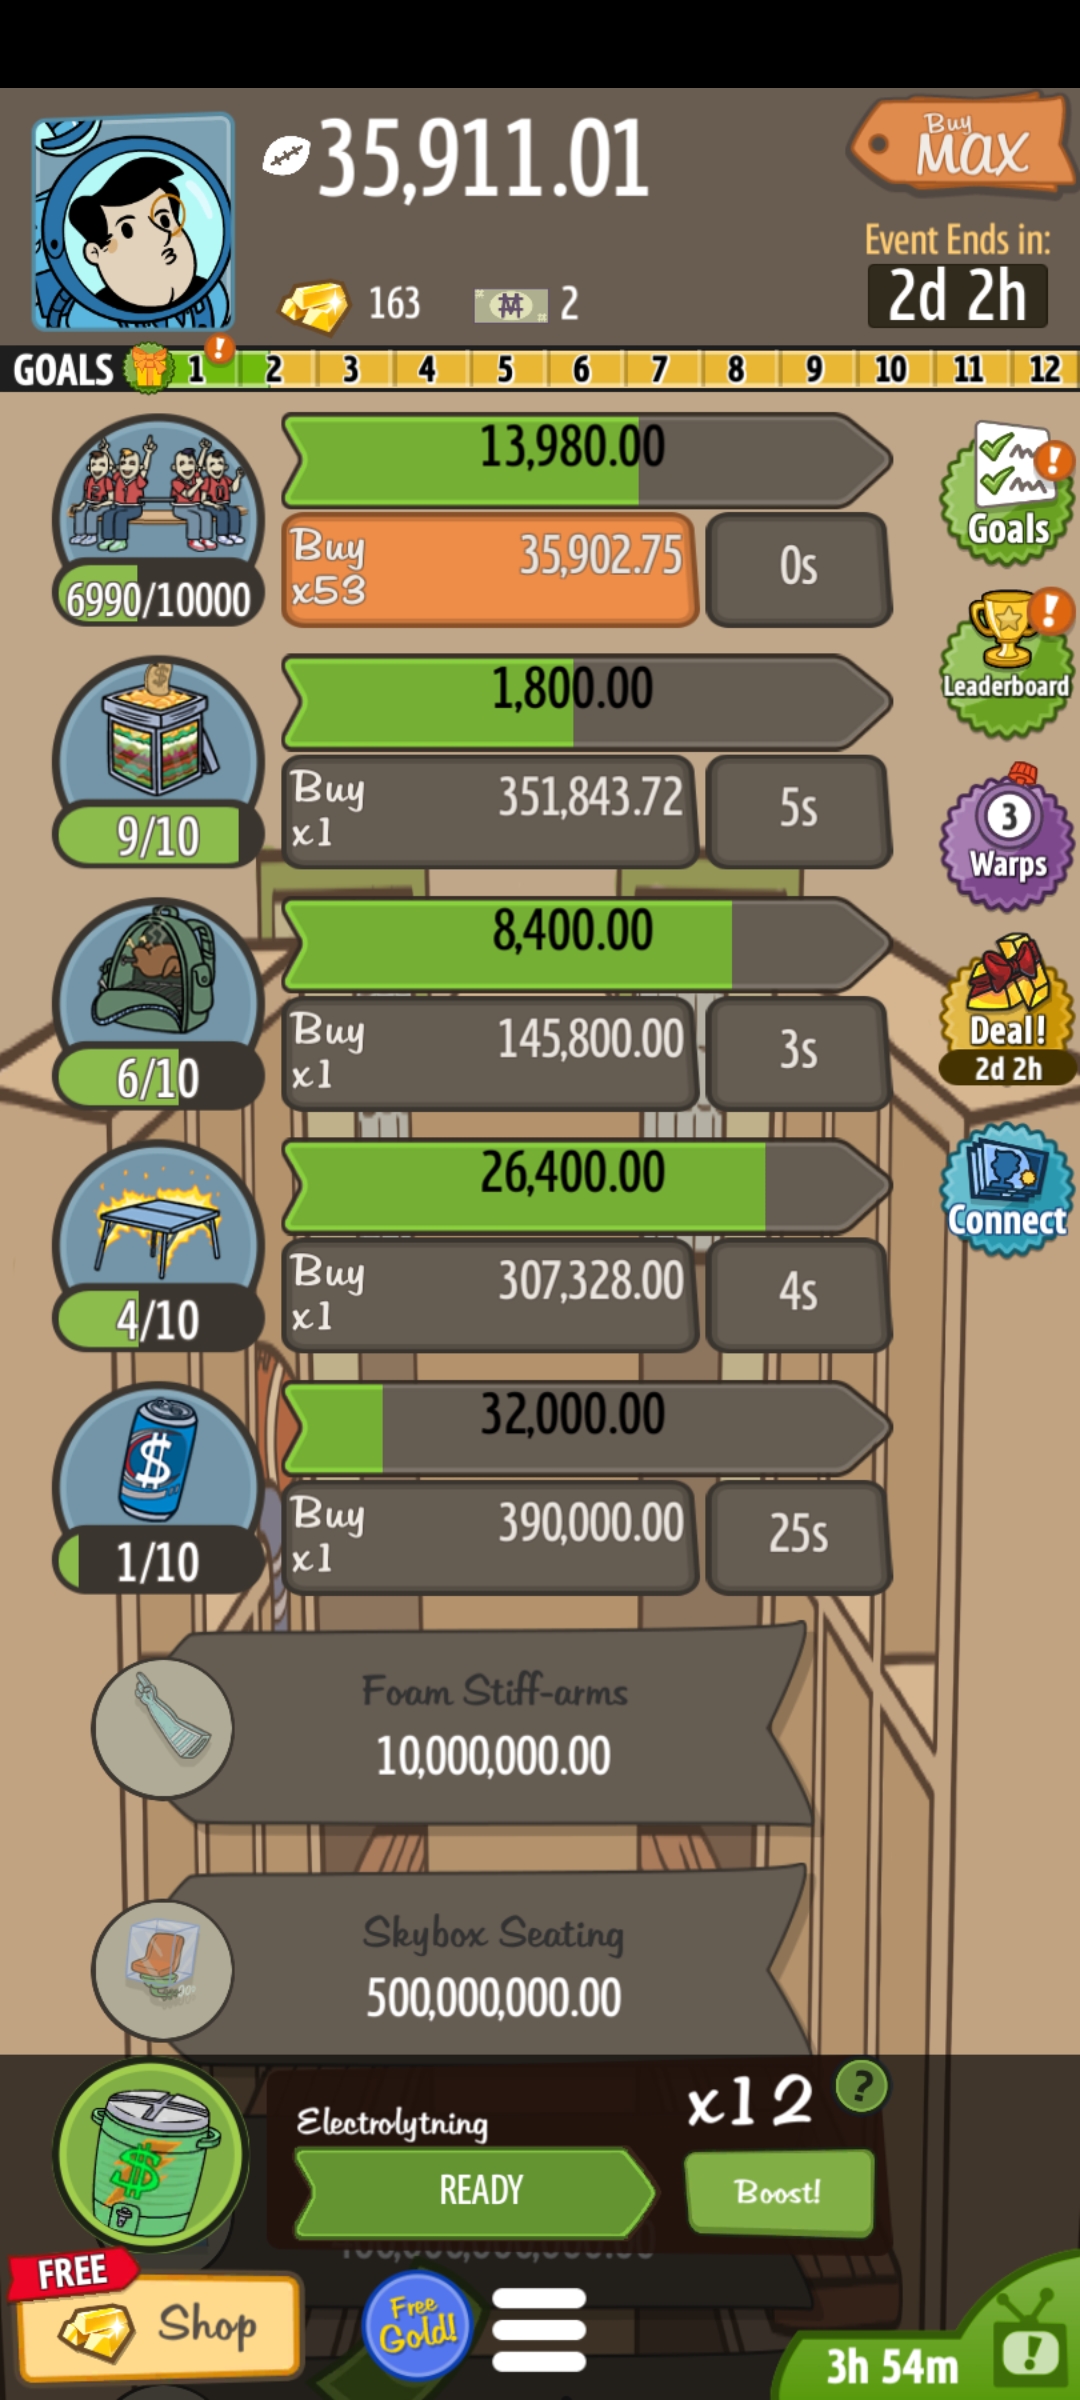 35,911.01
Buy
MAX
Event Ends in:
2d 2h
163
2
GOALS 1 ! 2 3 4 5 6 7 8 9 10 11 12
13,980.00
6990/10000
Buy
x53
35,902.75
0s
!
Goals
1,800.00
9/10
Buy
x1
351,843.72
5s
!
Leaderboard
8,400.00
6/10
Buy
x1
145,800.00
3s
3
Warps
26,400.00
4/10
Buy
x1
307,328.00
4s
Deal!
2d 2h
32,000.00
$
1/10
Buy
x1
390,000.00
25s
Connect
Foam Stiff-arms
10,000,000.00
Skybox Seating
500,000,000.00
$
Electrolytning
x12
?
READY
Boost!
FREE
Shop
Free
Gold!
3h 54m
!